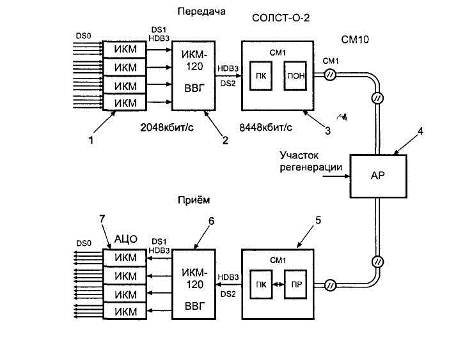 Передача
СОЛСТ-О-2
СМ10
DS0
DS1
HDB3
ИКМ
ИКМ
ИКМ
ИКМ
ИКМ-
120
ВВГ
HDB3
DS2
СМ1
ПК
ПОН
СМ1
1
2048кбит/с
2
8448кбит/с
3
4
Участок
регенерации
АР
Приём
7
АЦО
6
5
DS0
DS1
HDB3
ИКМ
ИКМ
ИКМ
ИКМ
ИКМ-
120
ВВГ
HDB3
DS2
СМ1
ПК
ПР